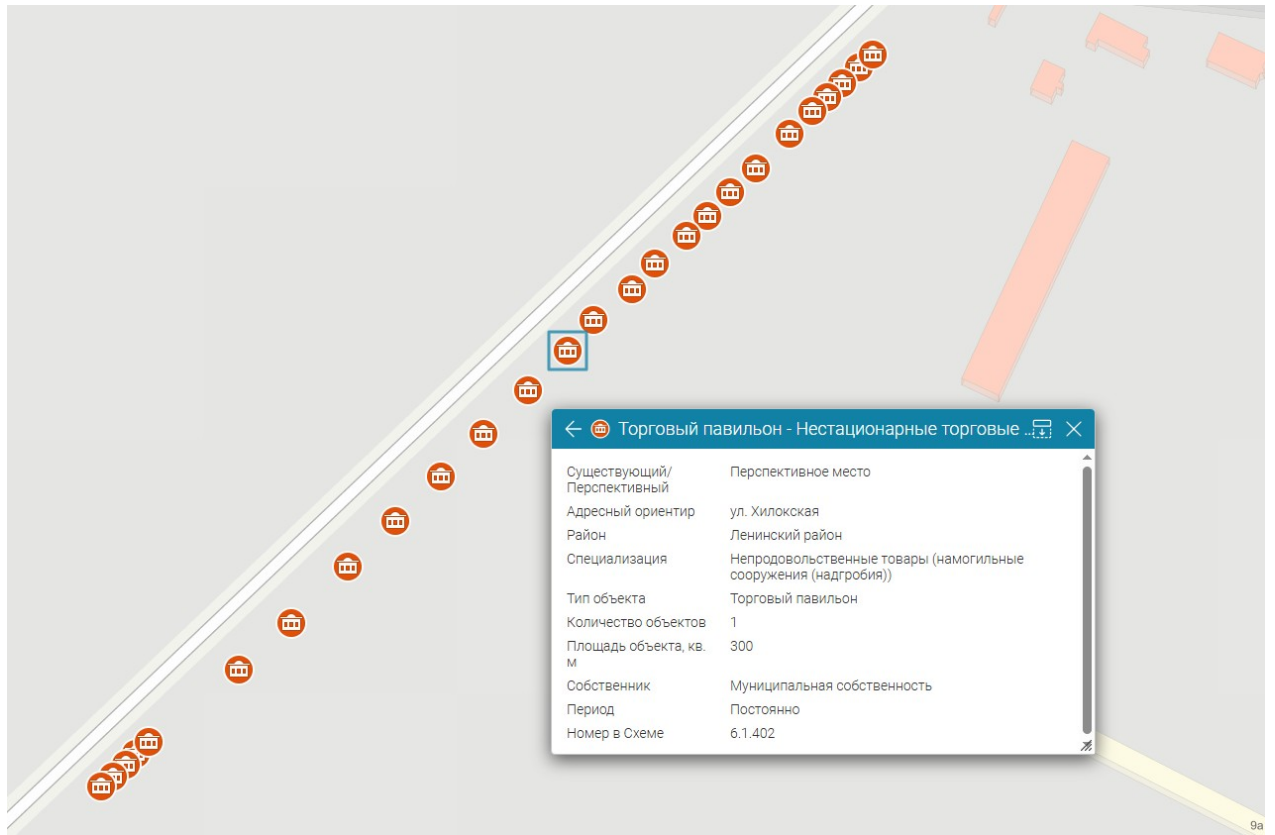 Торговый павильон - Нестационарные торговые ...
Существующий/ Перспективное место
Перспективный
Адресный ориентир ул. Хилокская
Район Ленинский район
Специализация Непродовольственные товары (намогильные
сооружения (надгробия))
Тип объекта Торговый павильон
Количество объектов 1
Площадь объекта, кв. 300
м
Собственник Муниципальная собственность
Период Постоянно
Номер в Схеме 6.1.402
9а